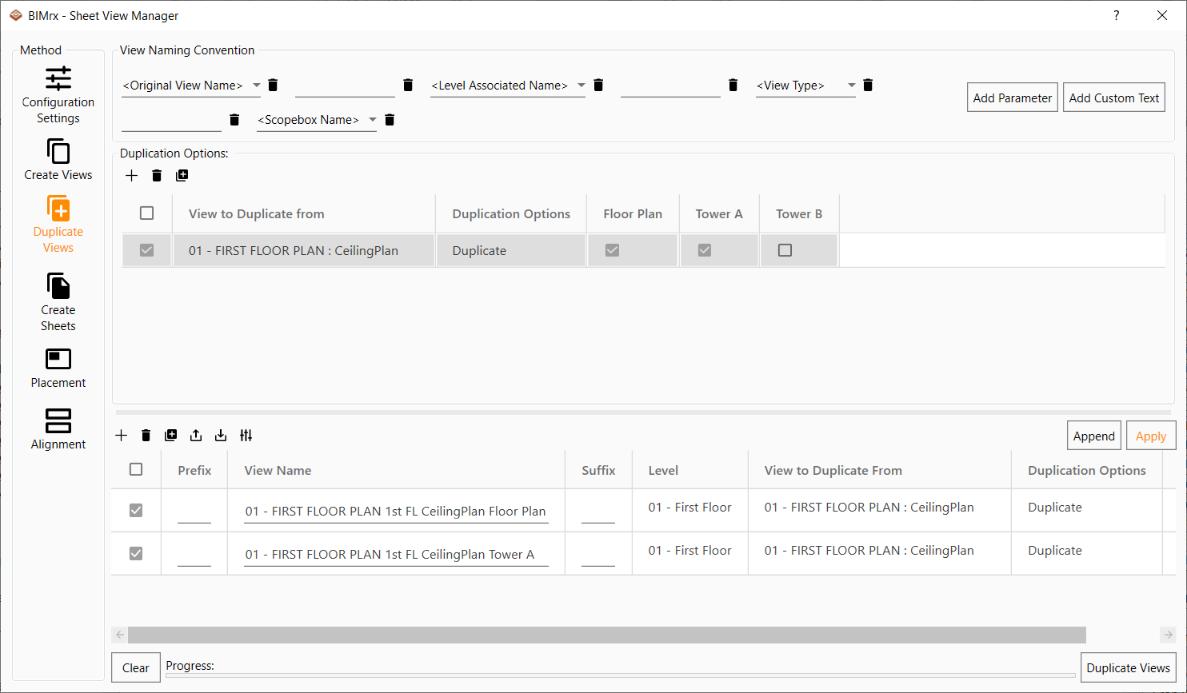 BIMrx - Sheet View Manager
?
Method
Configuration
Settings
Create Views
Duplicate
Views
Create
Sheets
Placement
Alignment
View Naming Convention
<Original View Name> <Level Associated Name> <View Type>
<Scopebox Name>
Add Parameter Add Custom Text
Duplication Options:
View to Duplicate from Duplication Options Floor Plan Tower A Tower B
01 - FIRST FLOOR PLAN : CeilingPlan Duplicate
Append Apply
Prefix View Name Suffix Level View to Duplicate From Duplication Options
01 - FIRST FLOOR PLAN 1st FL CeilingPlan Floor Plan 01 - First Floor 01 - FIRST FLOOR PLAN : CeilingPlan Duplicate
01 - FIRST FLOOR PLAN 1st FL CeilingPlan Tower A 01 - First Floor 01 - FIRST FLOOR PLAN : CeilingPlan Duplicate
Clear Progress: Duplicate Views